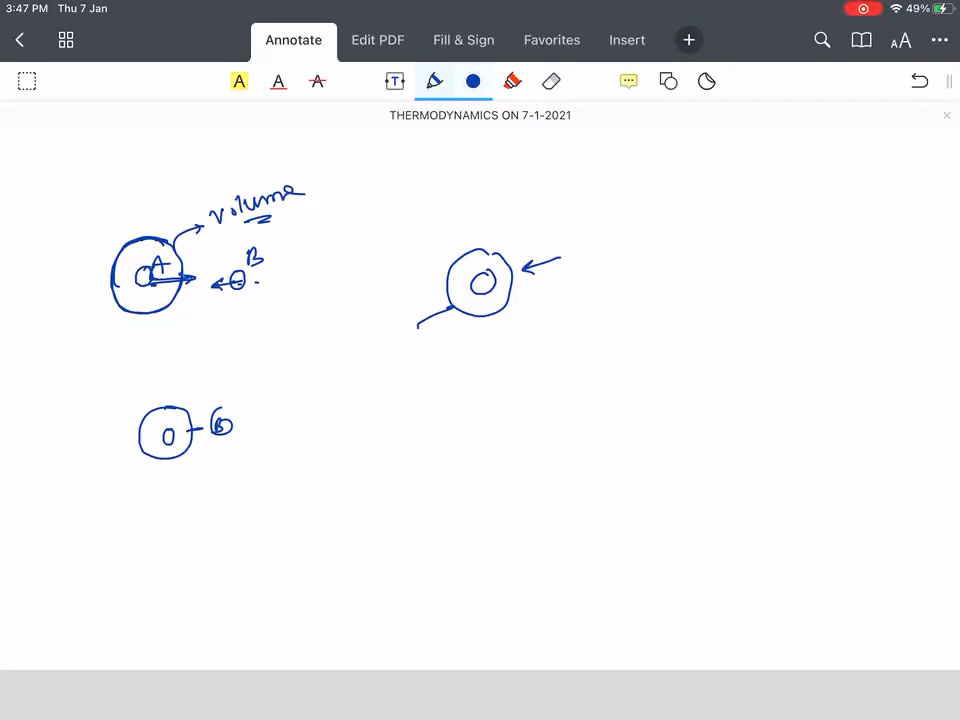 3:47 PM Thu 7 Jan 49%
Annotate Edit PDF Fill & Sign Favorites Insert
A A A T AA
THERMODYNAMICS ON 7-1-2021
volume
A
B
B